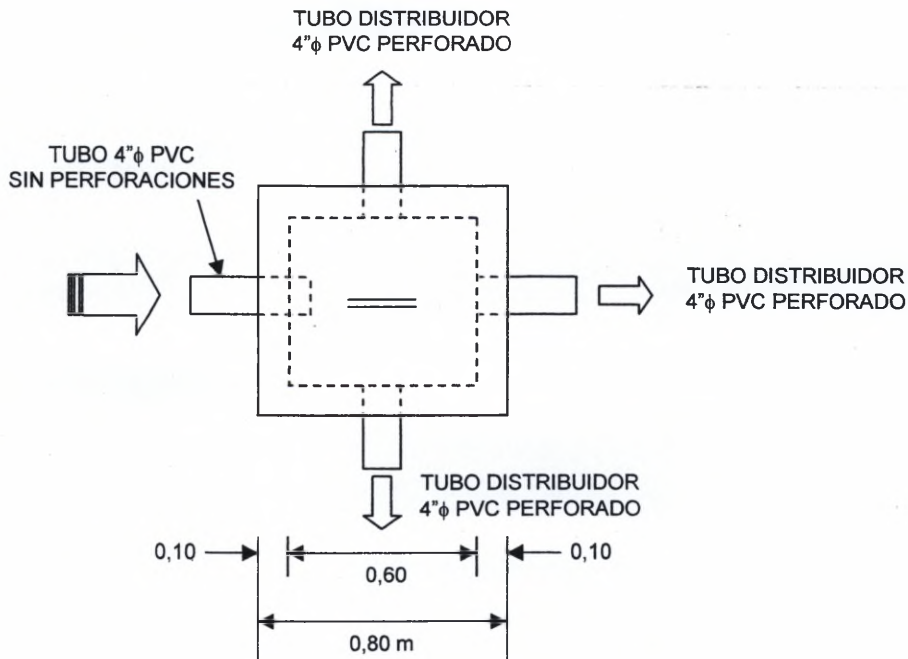 TUBO DISTRIBUIDOR
4"ϕ PVC PERFORADO
TUBO 4"ϕ PVC
SIN PERFORACIONES
TUBO DISTRIBUIDOR
4"ϕ PVC PERFORADO
TUBO DISTRIBUIDOR
4"ϕ PVC PERFORADO
0,10
0,10
0,60
0,80 m